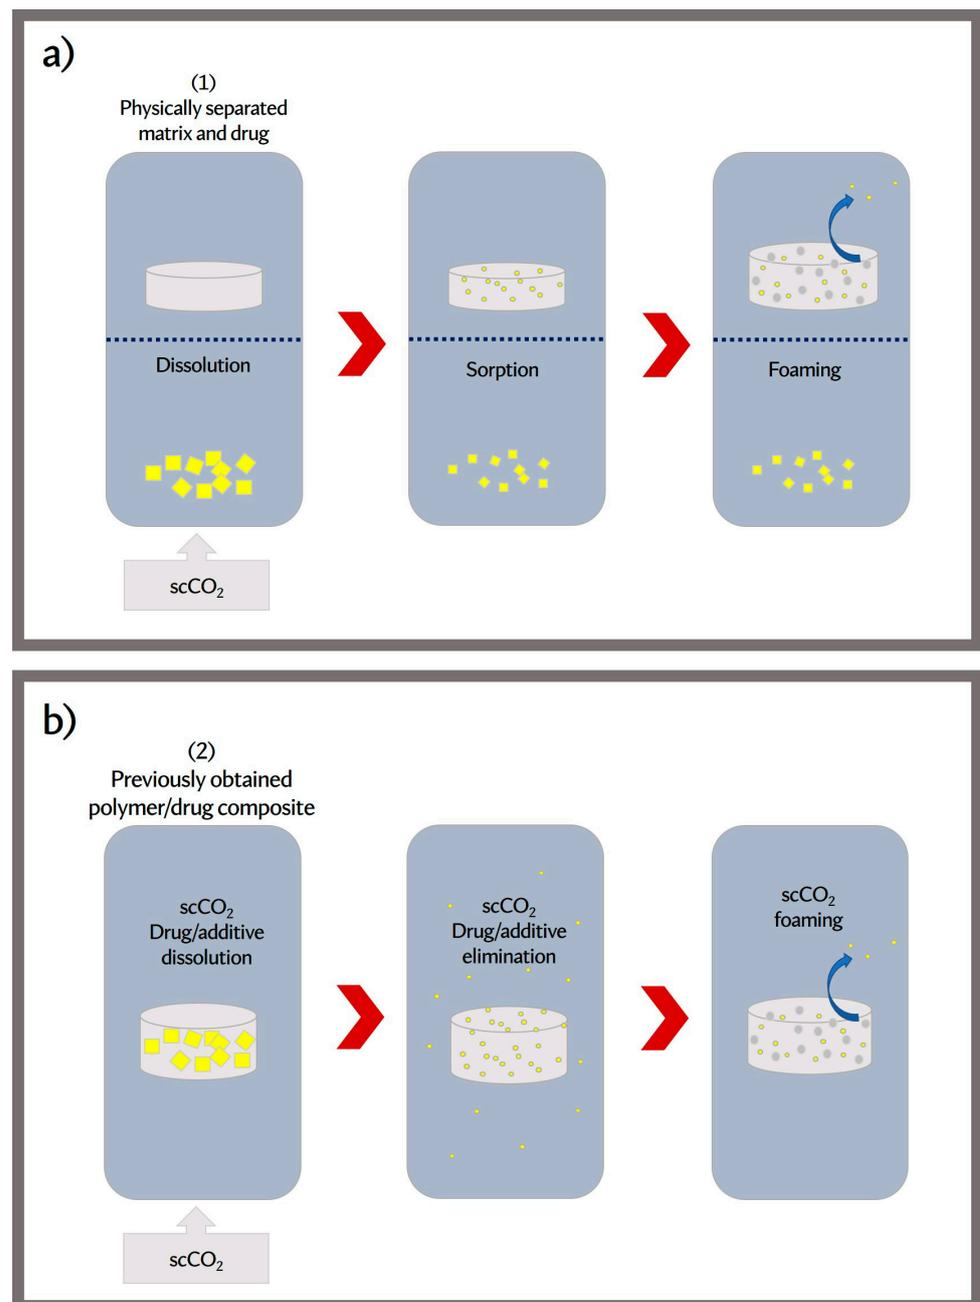 a)
(1)
Physically separated
matrix and drug
Dissolution
Sorption
Foaming
scCO₂
b)
(2)
Previously obtained
polymer/drug composite
scCO₂
Drug/additive
dissolution
scCO₂
Drug/additive
elimination
scCO₂
foaming
scCO₂